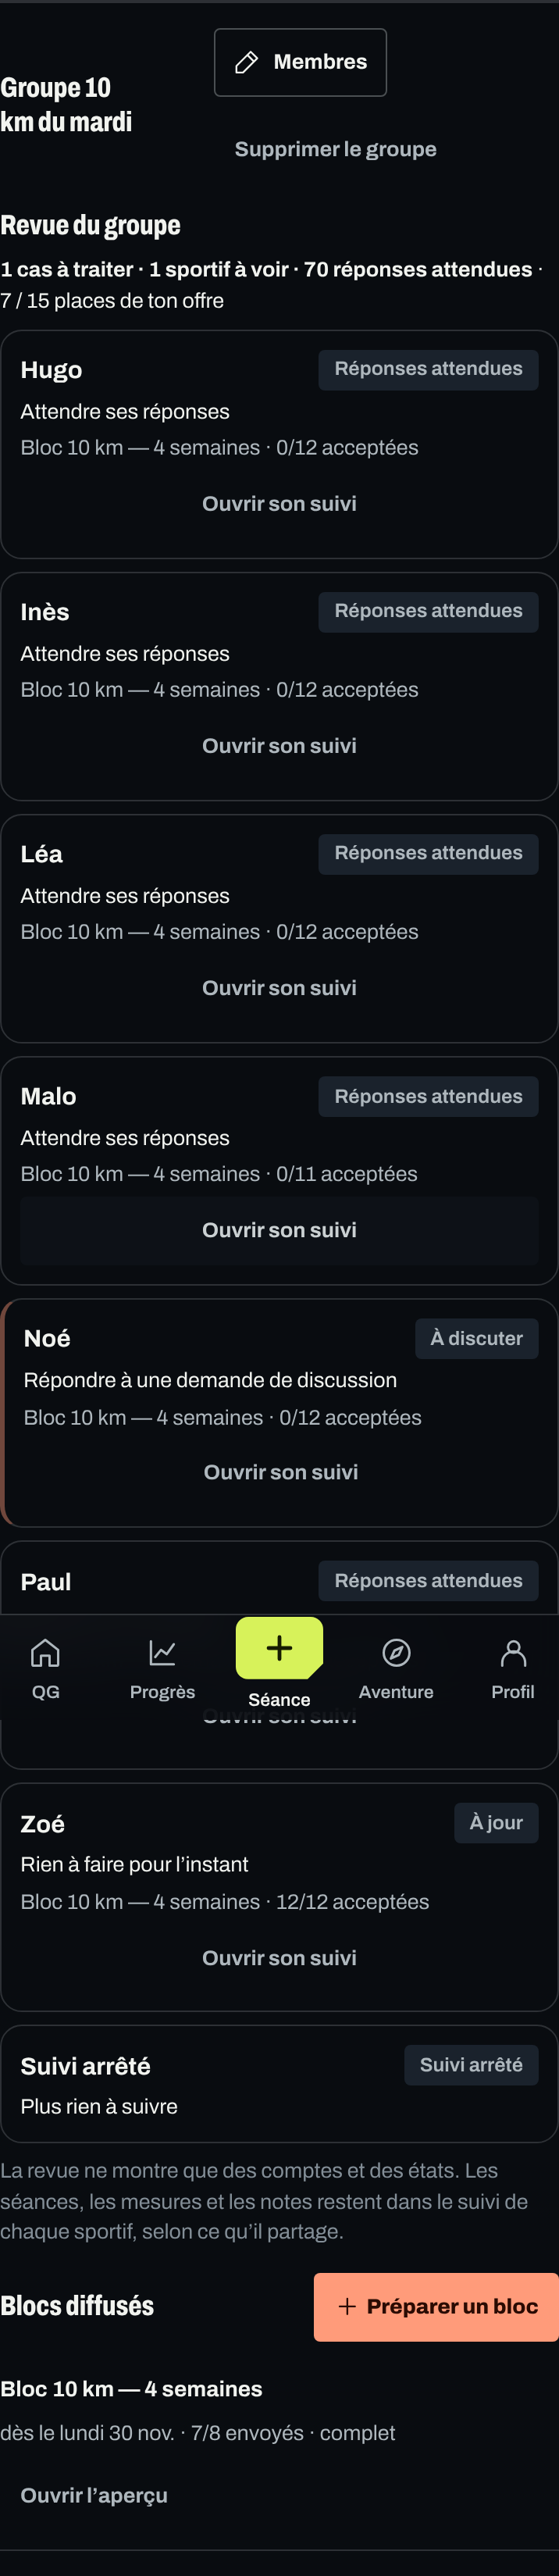 Groupe 10
km du mardi
Membres
Supprimer le groupe
Revue du groupe
1 cas à traiter · 1 sportif à voir · 70 réponses attendues ·
7 / 15 places de ton offre
Hugo
Réponses attendues
Attendre ses réponses
Bloc 10 km — 4 semaines · 0/12 acceptées
Ouvrir son suivi
Inès
Réponses attendues
Attendre ses réponses
Bloc 10 km — 4 semaines · 0/12 acceptées
Ouvrir son suivi
Léa
Réponses attendues
Attendre ses réponses
Bloc 10 km — 4 semaines · 0/12 acceptées
Ouvrir son suivi
Malo
Réponses attendues
Attendre ses réponses
Bloc 10 km — 4 semaines · 0/11 acceptées
Ouvrir son suivi
Noé
À discuter
Répondre à une demande de discussion
Bloc 10 km — 4 semaines · 0/12 acceptées
Ouvrir son suivi
Paul
Réponses attendues
QG
Progrès
Séance
Aventure
Profil
Ouvrir son suivi
Zoé
À jour
Rien à faire pour l’instant
Bloc 10 km — 4 semaines · 12/12 acceptées
Ouvrir son suivi
Suivi arrêté
Suivi arrêté
Plus rien à suivre
La revue ne montre que des comptes et des états. Les
séances, les mesures et les notes restent dans le suivi de
chaque sportif, selon ce qu’il partage.
Blocs diffusés
Préparer un bloc
Bloc 10 km — 4 semaines
dès le lundi 30 nov. · 7/8 envoyés · complet
Ouvrir l’aperçu